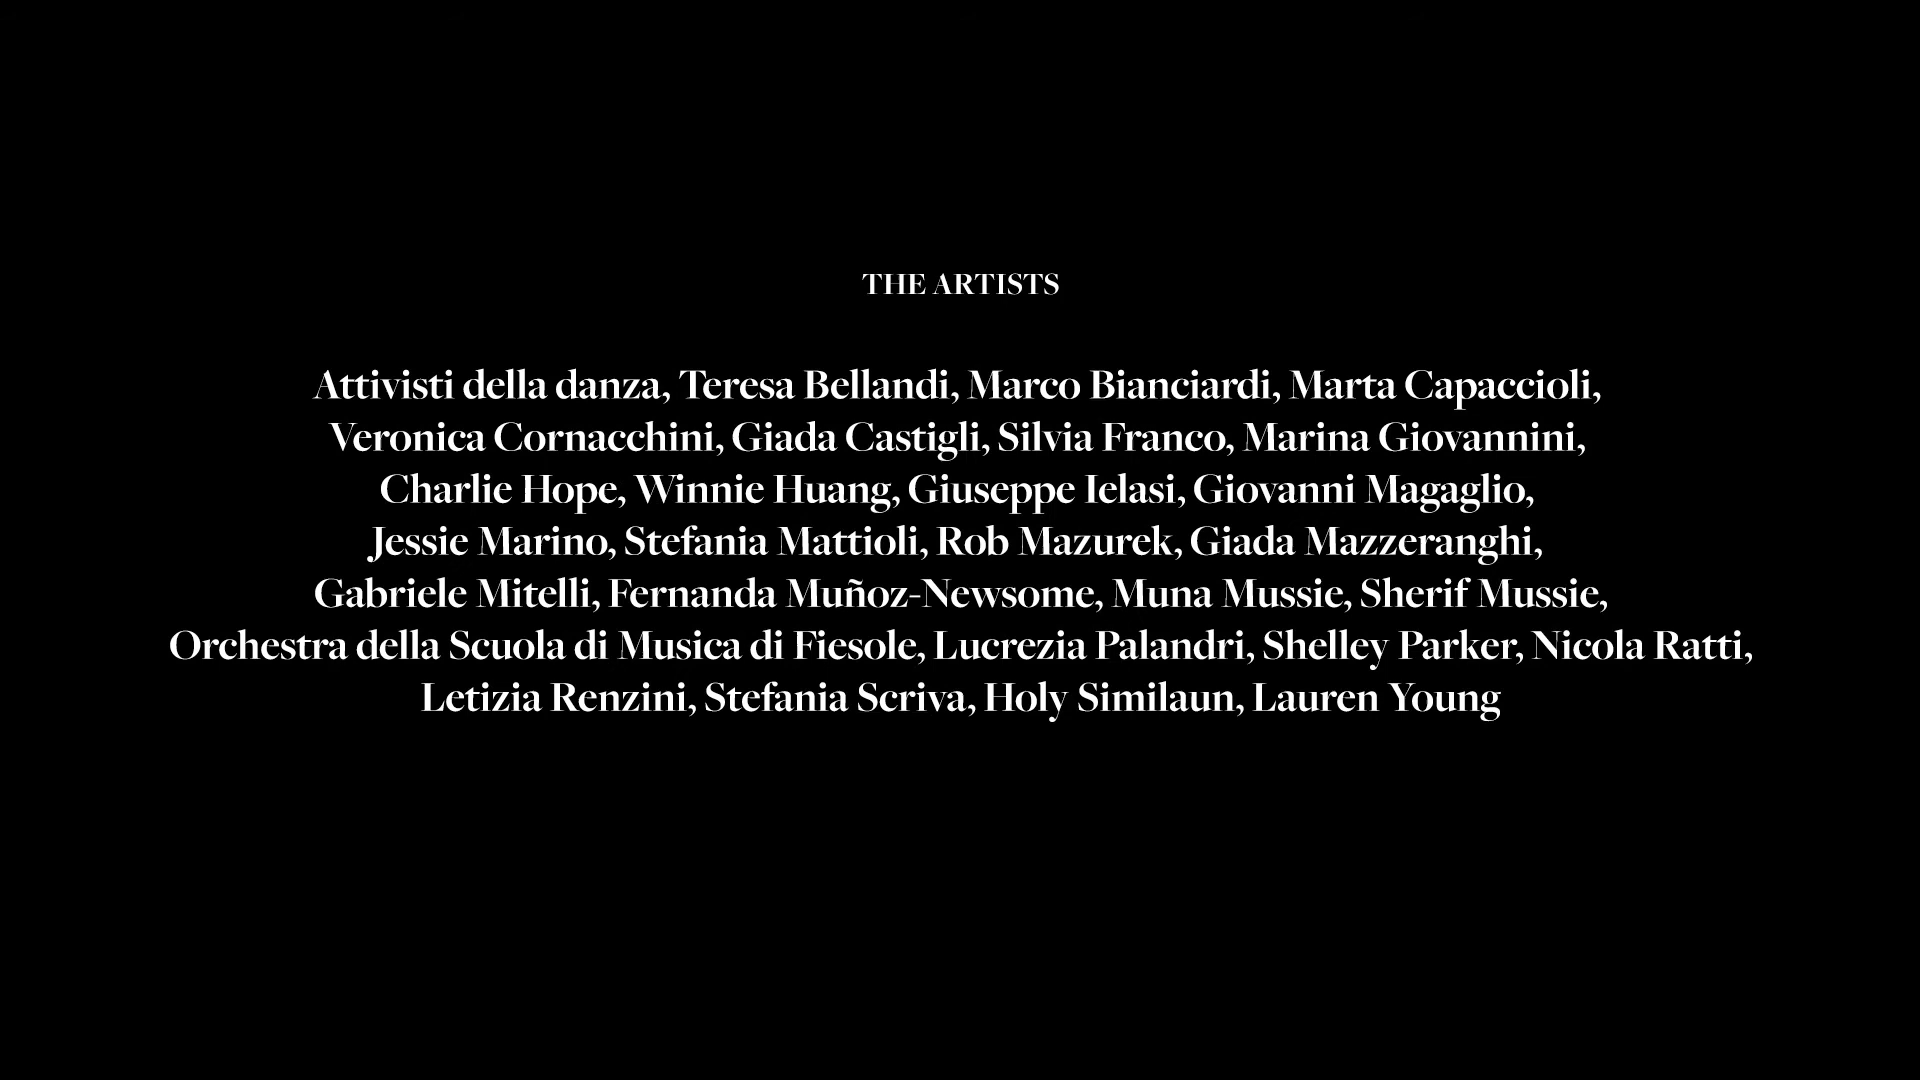 THE ARTISTS
Attivisti della danza, Teresa Bellandi, Marco Bianciardi, Marta Capaccioli,
Veronica Cornacchini, Giada Castigli, Silvia Franco, Marina Giovannini,
Charlie Hope, Winnie Huang, Giuseppe Ielasi, Giovanni Magaglio,
Jessie Marino, Stefania Mattioli, Rob Mazurek, Giada Mazzeranghi,
Gabriele Mitelli, Fernanda Muñoz-Newsome, Muna Mussie, Sherif Mussie,
Orchestra della Scuola di Musica di Fiesole, Lucrezia Palandri, Shelley Parker, Nicola Ratti,
Letizia Renzini, Stefania Scriva, Holy Similaun, Lauren Young